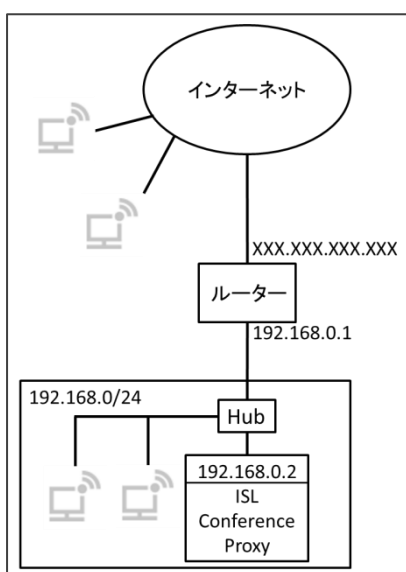 インターネット
XXX.XXX.XXX.XXX
ルーター
192.168.0.1
192.168.0/24
Hub
192.168.0.2
ISL
Conference
Proxy